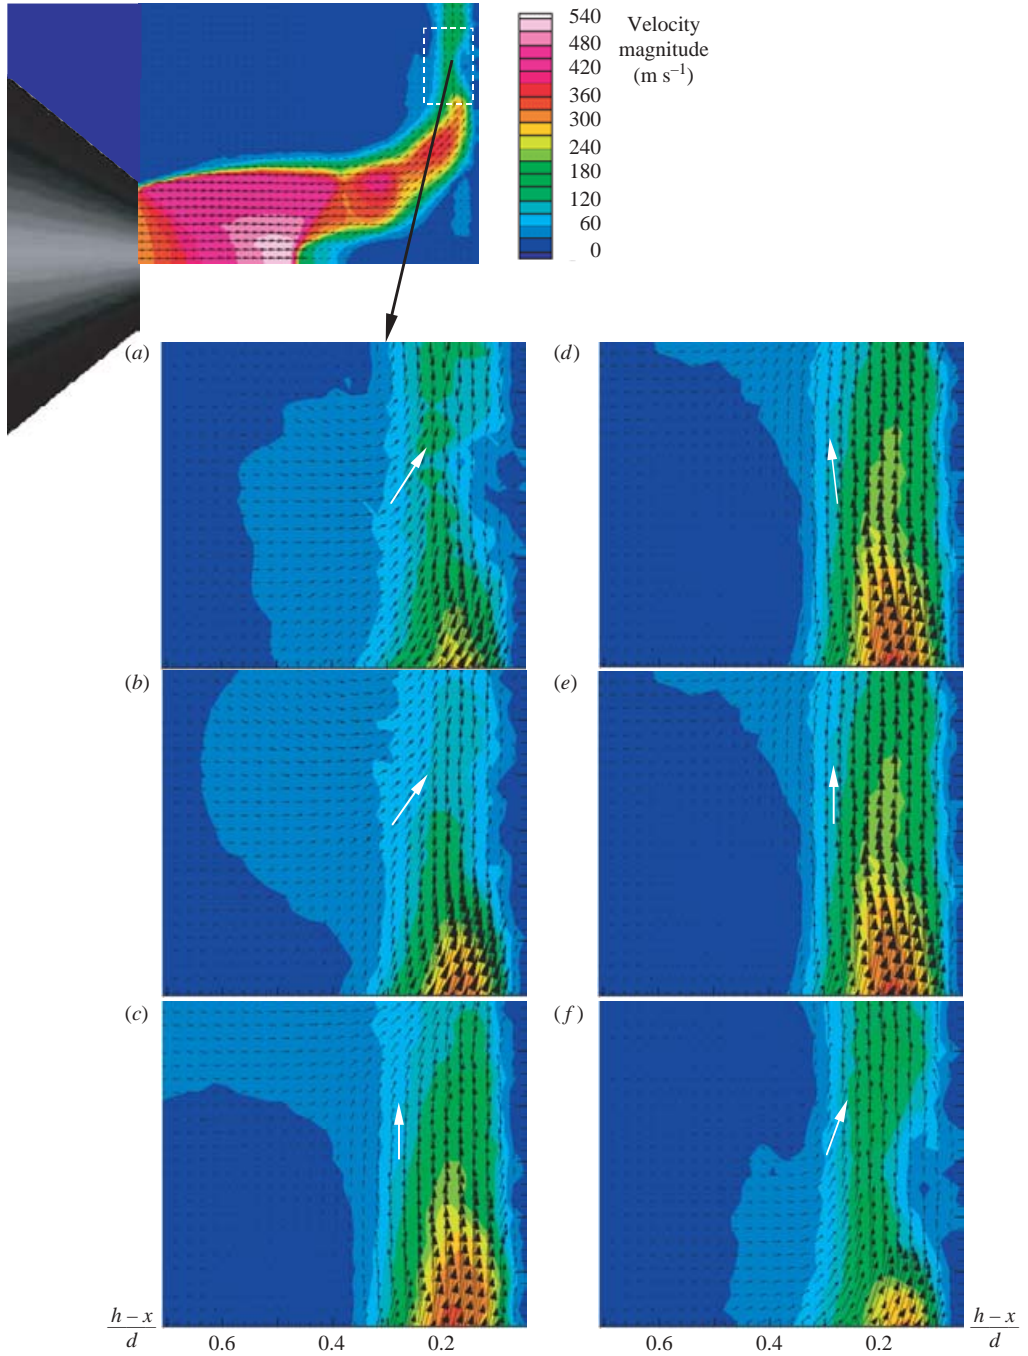 540
480
420
360
300
240
180
120
60
0
Velocity
magnitude
(m s⁻¹)
(a)
(d)
(b)
(e)
(c)
(f)
h – x
d
0.6
0.4
0.2
0.6
0.4
0.2
h – x
d